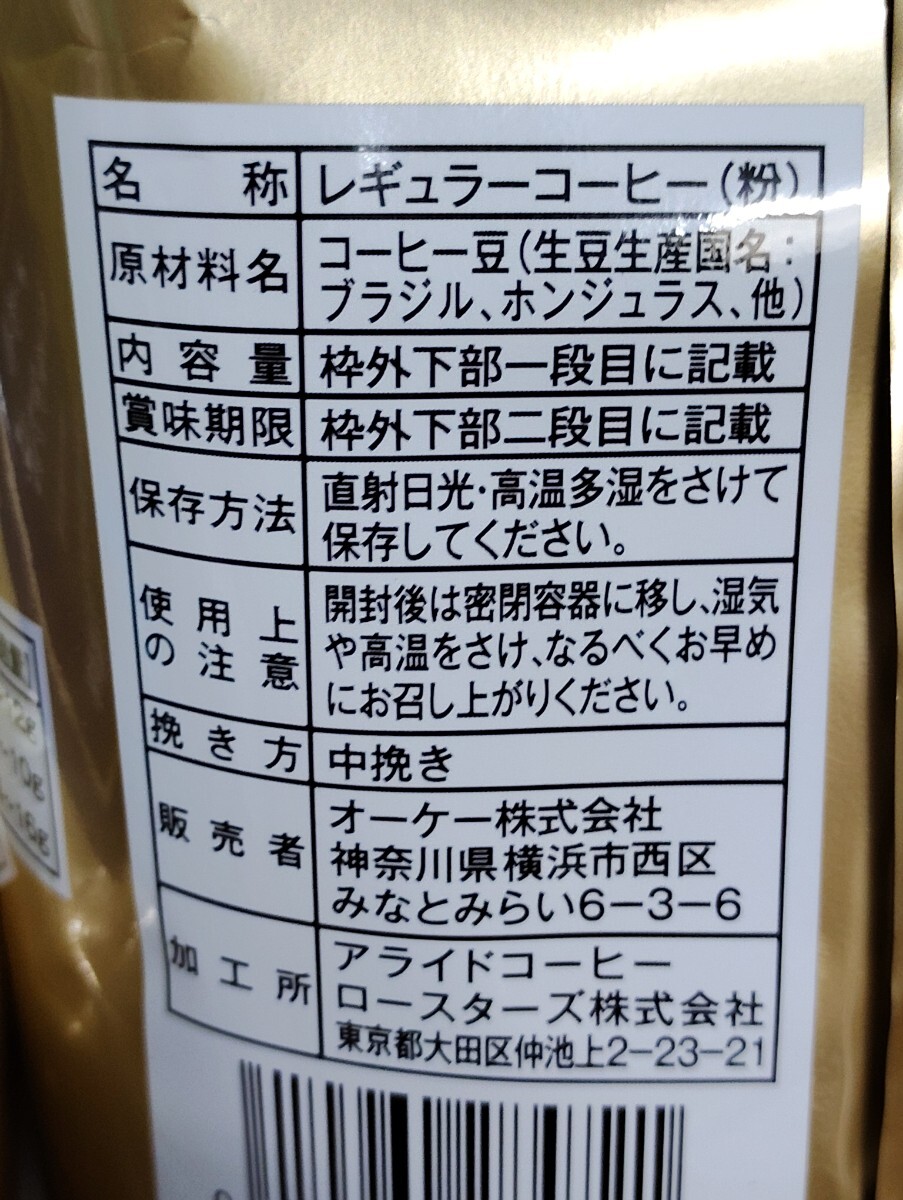 名称 レギュラーコーヒー(粉)
原材料名 コーヒー豆(生豆生産国名:
ブラジル、ホンジュラス、他)
内容量 枠外下部一段目に記載
賞味期限 枠外下部二段目に記載
保存方法 直射日光・高温多湿をさけて
保存してください。
使用上
の注意
開封後は密閉容器に移し、湿気
や高温をさけ、なるべくお早め
にお召し上がりください。
挽き方 中挽き
販売者 オーケー株式会社
神奈川県横浜市西区
みなとみらい6-3-6
加工所 アライドコーヒー
ロースターズ株式会社
東京都大田区仲池上2-23-21